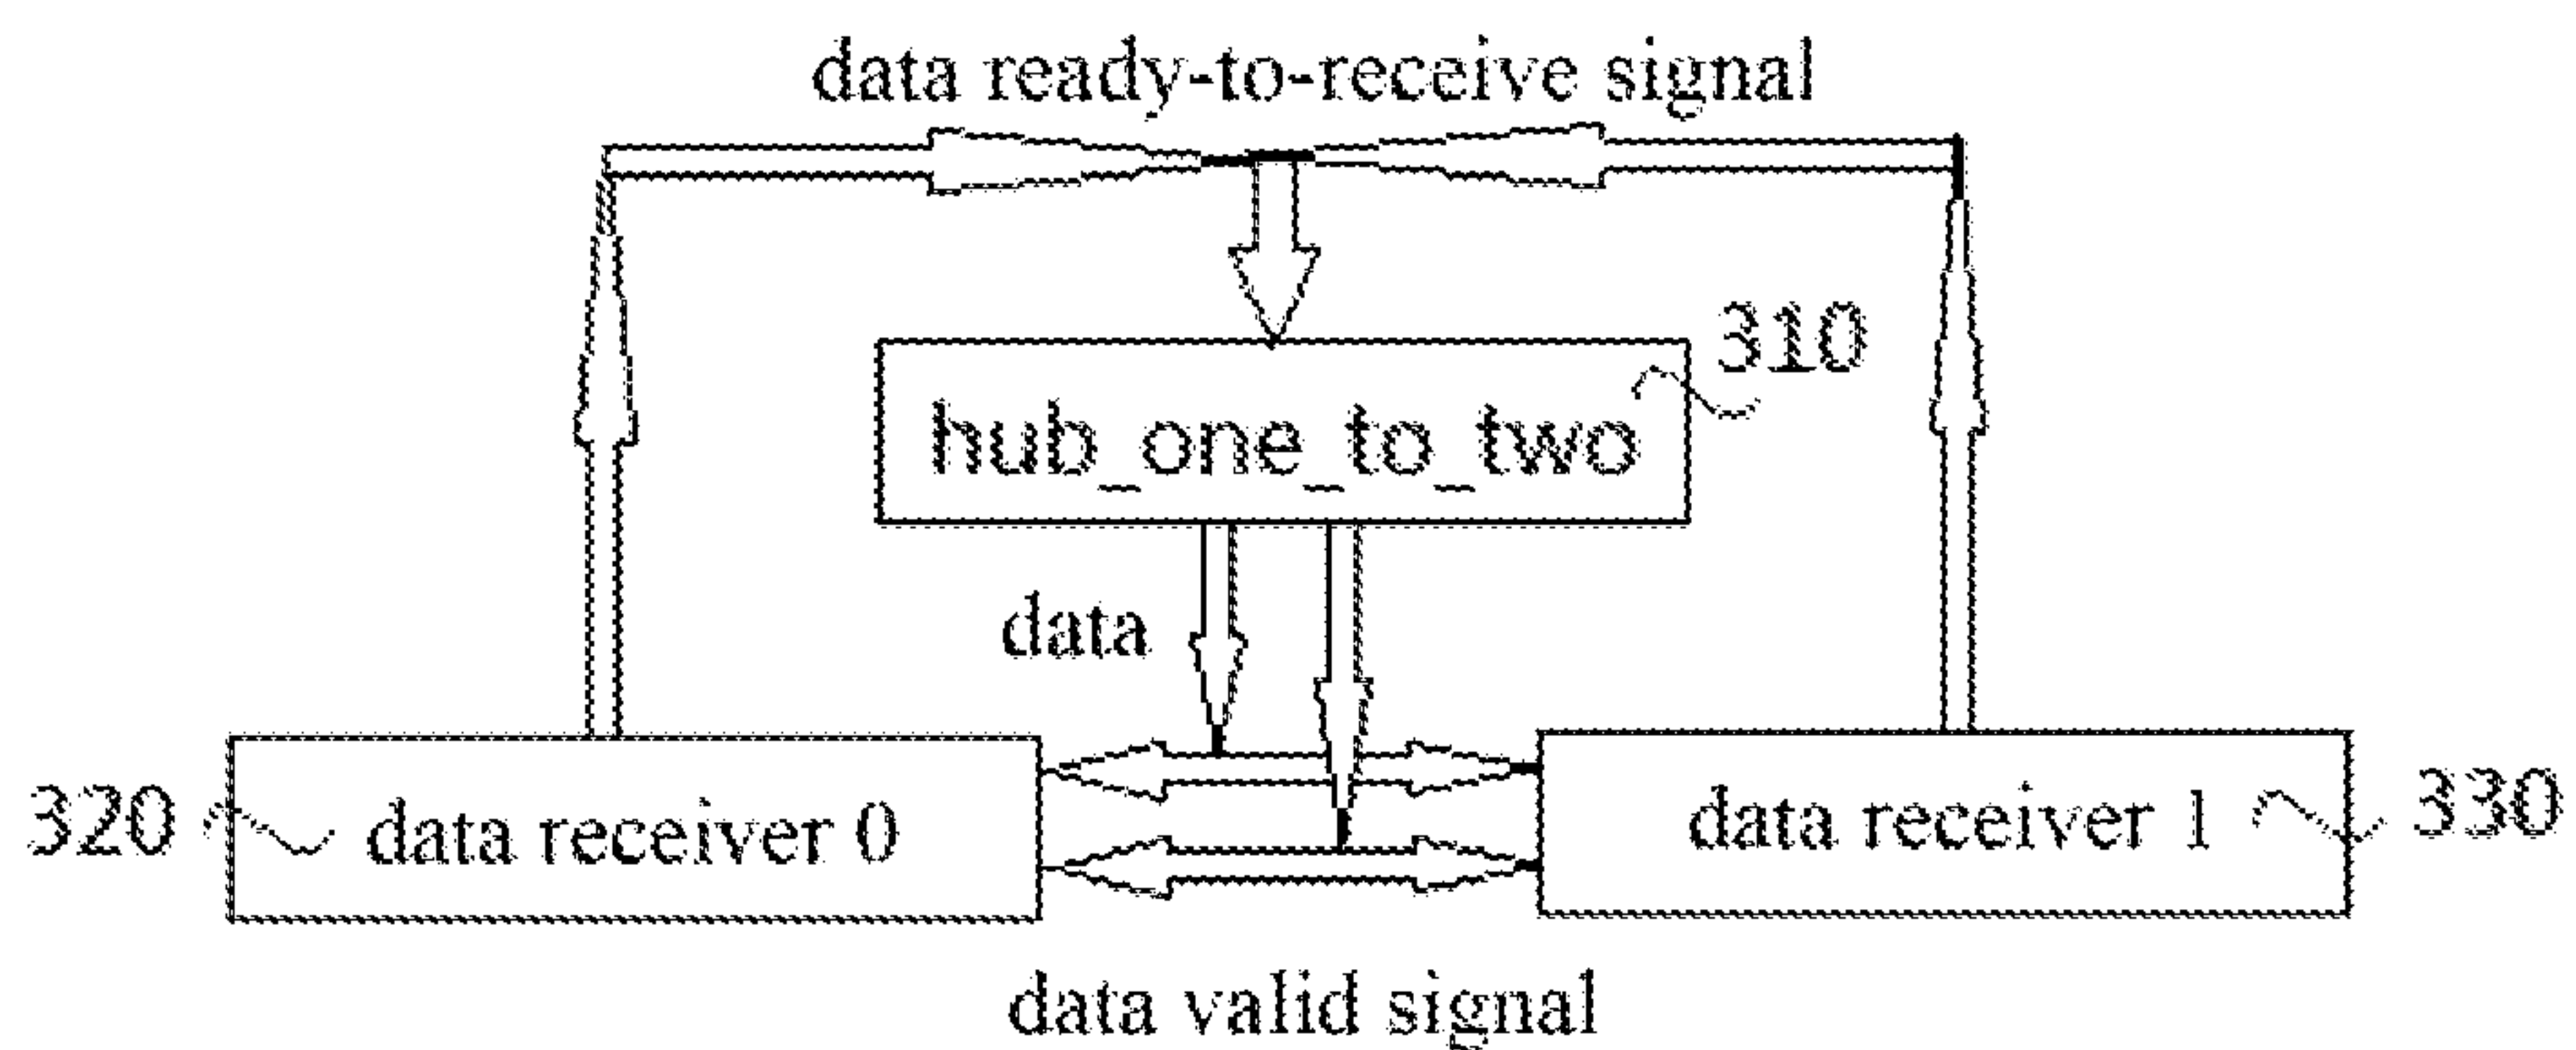 data ready-to-receive signal
310
hub_one_to_two
data
320
data receiver 0
data receiver 1
330
data valid signal